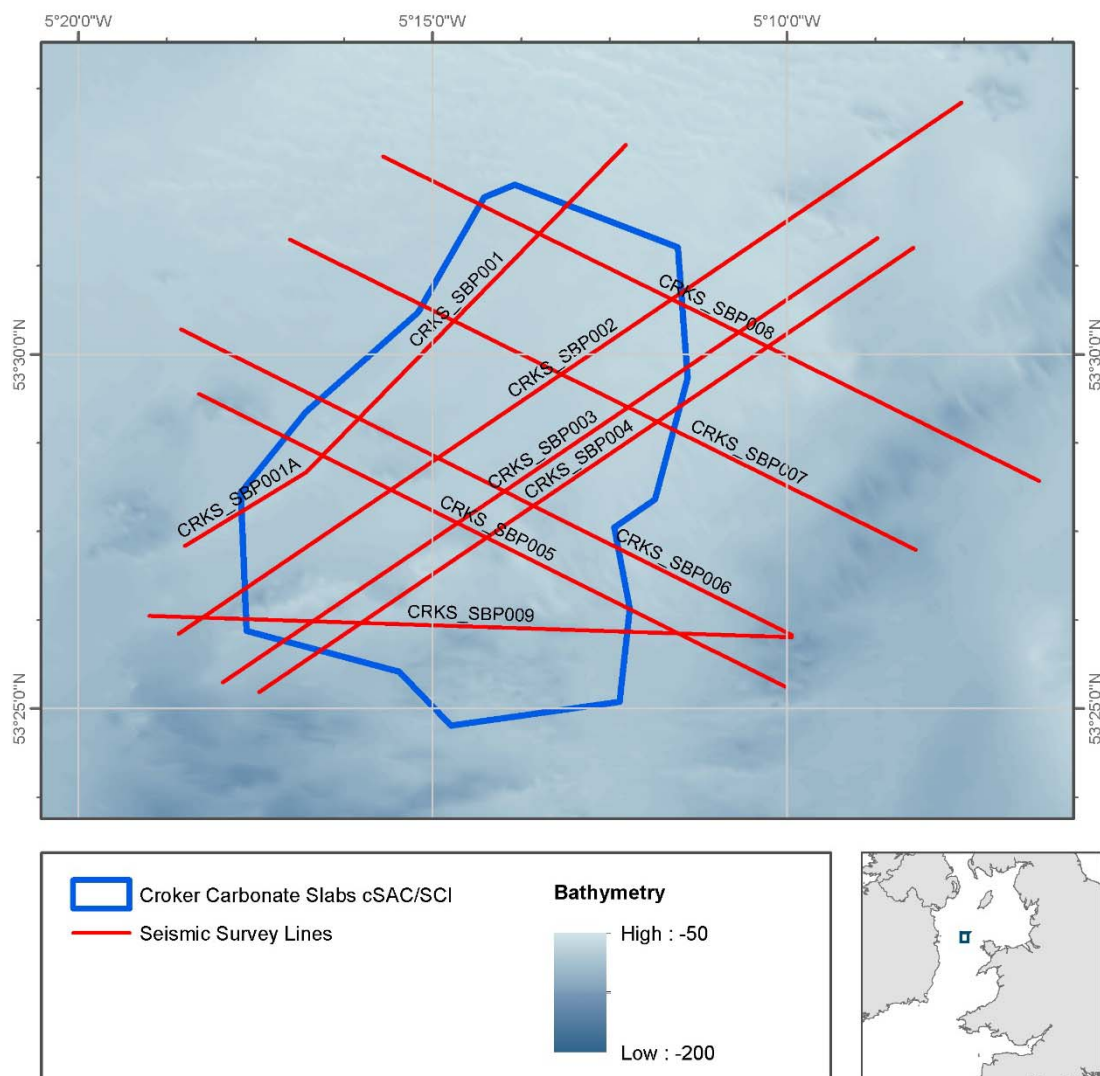 5°20'0"W
5°15'0"W
5°10'0"W
CRKS_SBP001
CRKS_SBP008
53°30'0"N
53°30'0"N
CRKS_SBP002
CRKS_SBP003
CRKS_SBP004
CRKS_SBP007
CRKS_SBP001A
CRKS_SBP005
CRKS_SBP006
CRKS_SBP009
53°25'0"N
53°25'0"N
Croker Carbonate Slabs cSAC/SCI
Seismic Survey Lines
Bathymetry
High : -50
Low : -200